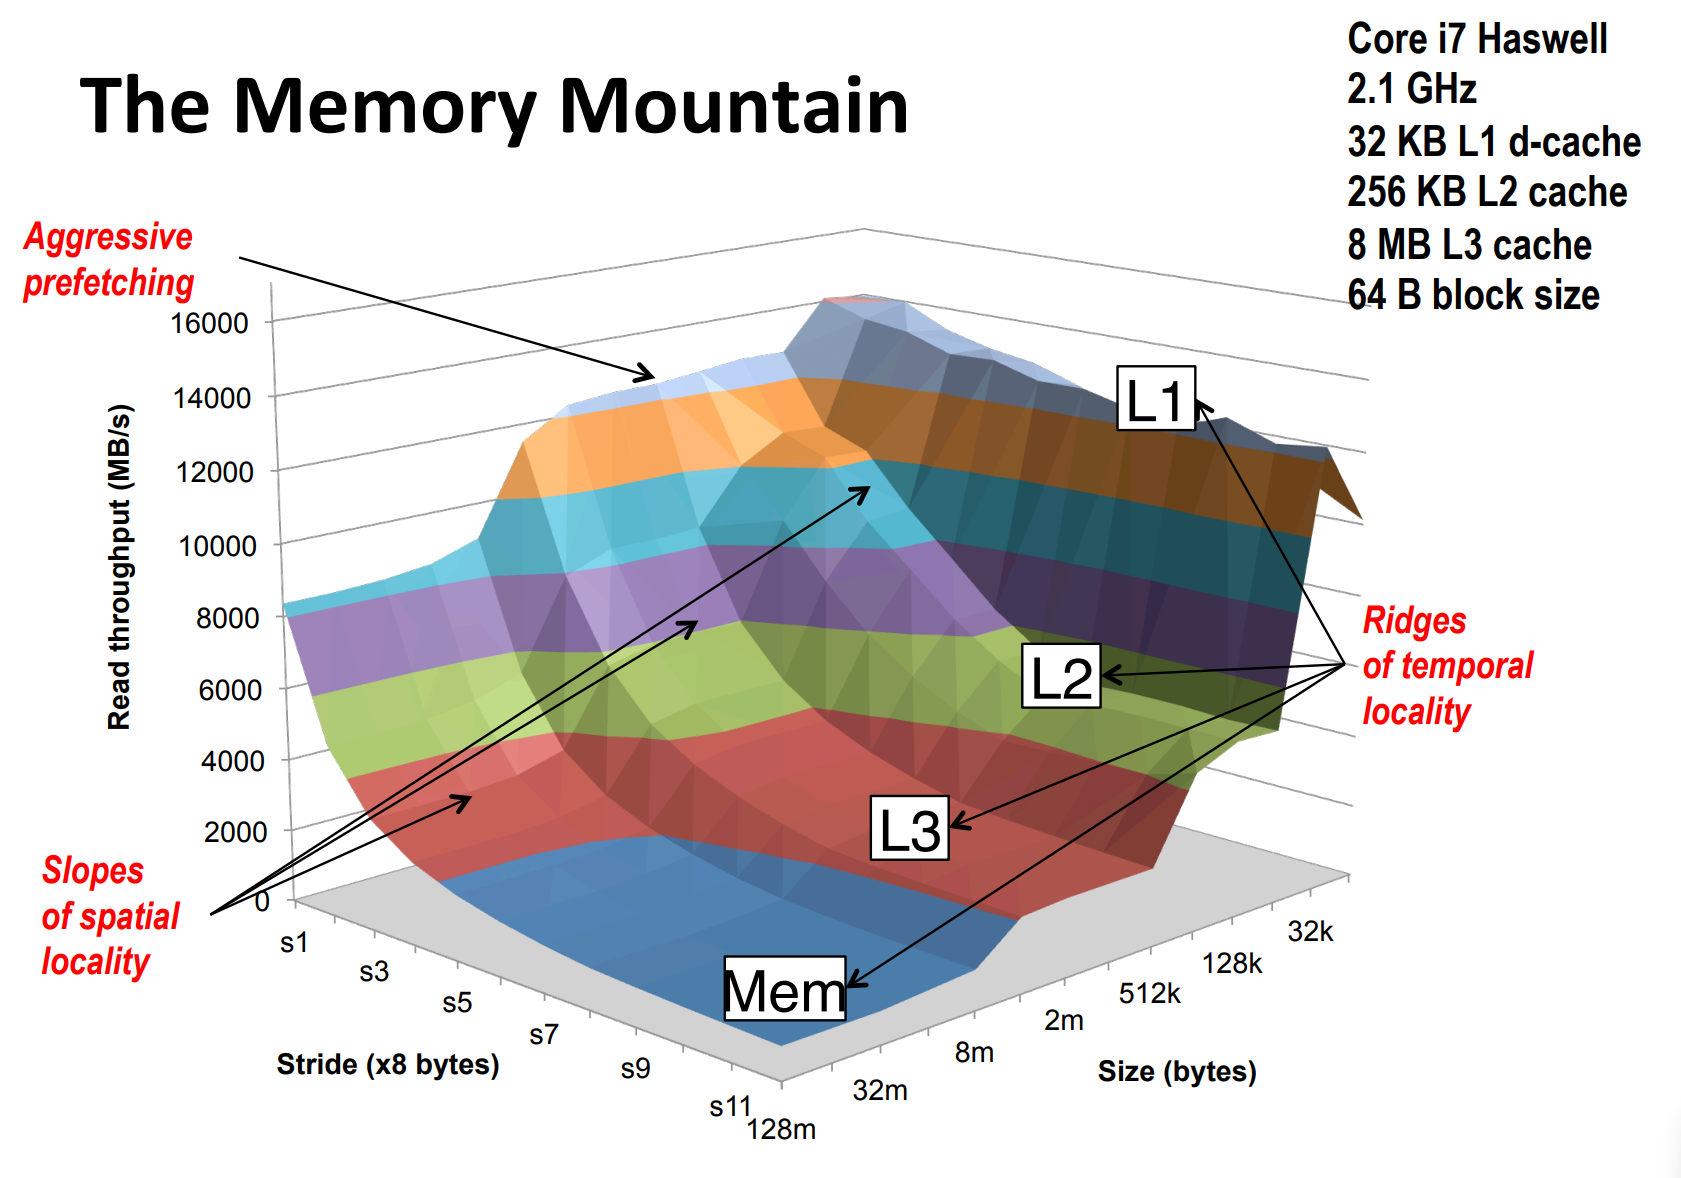 The Memory Mountain
Core i7 Haswell
2.1 GHz
32 KB L1 d-cache
256 KB L2 cache
8 MB L3 cache
64 B block size
Aggressive
prefetching
16000
14000
12000
10000
8000
6000
4000
2000
0
Read throughput (MB/s)
L1
L2
L3
Mem
Ridges
of temporal
locality
Slopes
of spatial
locality
s1
s3
s5
s7
s9
s11
Stride (x8 bytes)
128m
32m
8m
2m
512k
128k
32k
Size (bytes)